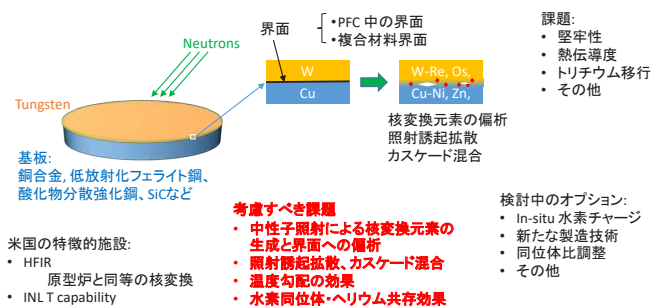 Neutrons
Tungsten
基板:
銅合金, 低放射化フェライト鋼、
酸化物分散強化鋼、SiCなど
界面
•PFC 中の界面
•複合材料界面
W
Cu
W-Re, Os,
Cu-Ni, Zn,
核変換元素の偏析
照射誘起拡散
カスケード混合
課題:
• 堅牢性
• 熱伝導度
• トリチウム移行
• その他
米国の特徴的施設:
• HFIR
原型炉と同等の核変換
• INL T capability
考慮すべき課題
• 中性子照射による核変換元素の
生成と界面への偏析
• 照射誘起拡散、カスケード混合
• 温度勾配の効果
• 水素同位体・ヘリウム共存効果
検討中のオプション:
• In-situ 水素チャージ
• 新たな製造技術
• 同位体比調整
• その他